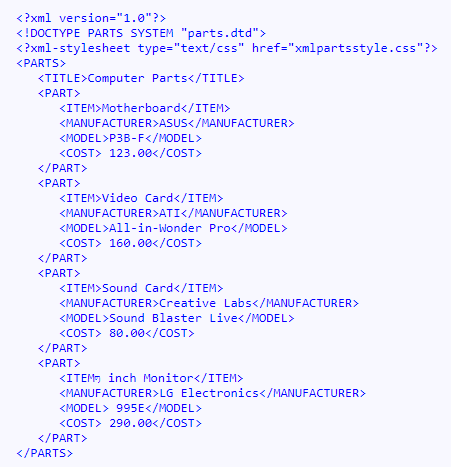 <?xml version="1.0"?>
<!DOCTYPE PARTS SYSTEM "parts.dtd">
<?xml-stylesheet type="text/css" href="xmlpartsstyle.css"?>
<PARTS>
   <TITLE>Computer Parts</TITLE>
   <PART>
      <ITEM>Motherboard</ITEM>
      <MANUFACTURER>ASUS</MANUFACTURER>
      <MODEL>P3B-F</MODEL>
      <COST> 123.00</COST>
   </PART>
   <PART>
      <ITEM>Video Card</ITEM>
      <MANUFACTURER>ATI</MANUFACTURER>
      <MODEL>All-in-Wonder Pro</MODEL>
      <COST> 160.00</COST>
   </PART>
   <PART>
      <ITEM>Sound Card</ITEM>
      <MANUFACTURER>Creative Labs</MANUFACTURER>
      <MODEL>Sound Blaster Live</MODEL>
      <COST> 80.00</COST>
   </PART>
   <PART>
      <ITEM inch Monitor</ITEM>
      <MANUFACTURER>LG Electronics</MANUFACTURER>
      <MODEL> 995E</MODEL>
      <COST> 290.00</COST>
   </PART>
</PARTS>